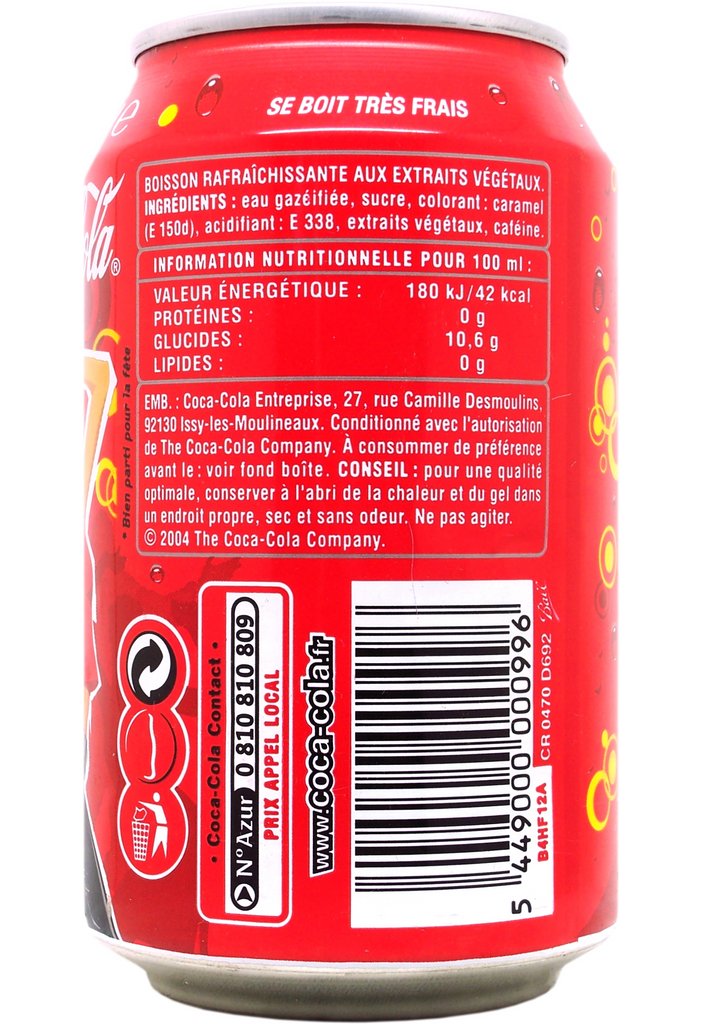 SE BOIT TRÈS FRAIS
BOISSON RAFRAÎCHISSANTE AUX EXTRAITS VÉGÉTAUX.
INGRÉDIENTS : eau gazéifiée, sucre, colorant : caramel
(E 150d), acidifiant : E 338, extraits végétaux, caféine.
INFORMATION NUTRITIONNELLE POUR 100 ml :
VALEUR ÉNERGÉTIQUE : 180 kJ/42 kcal
PROTÉINES : 0 g
GLUCIDES : 10,6 g
LIPIDES : 0 g
EMB. : Coca-Cola Entreprise, 27, rue Camille Desmoulins,
92130 Issy-les-Moulineaux. Conditionné avec l'autorisation
de The Coca-Cola Company. À consommer de préférence
avant le : voir fond boîte. CONSEIL : pour une qualité
optimale, conserver à l'abri de la chaleur et du gel dans
un endroit propre, sec et sans odeur. Ne pas agiter.
© 2004 The Coca-Cola Company.
* Bien parti pour la fête
• Coca-Cola Contact •
N°Azur 0 810 810 809
PRIX APPEL LOCAL
www.coca-cola.fr
5 449000 000996
B4HF12A
CR 0470 D692
Ball